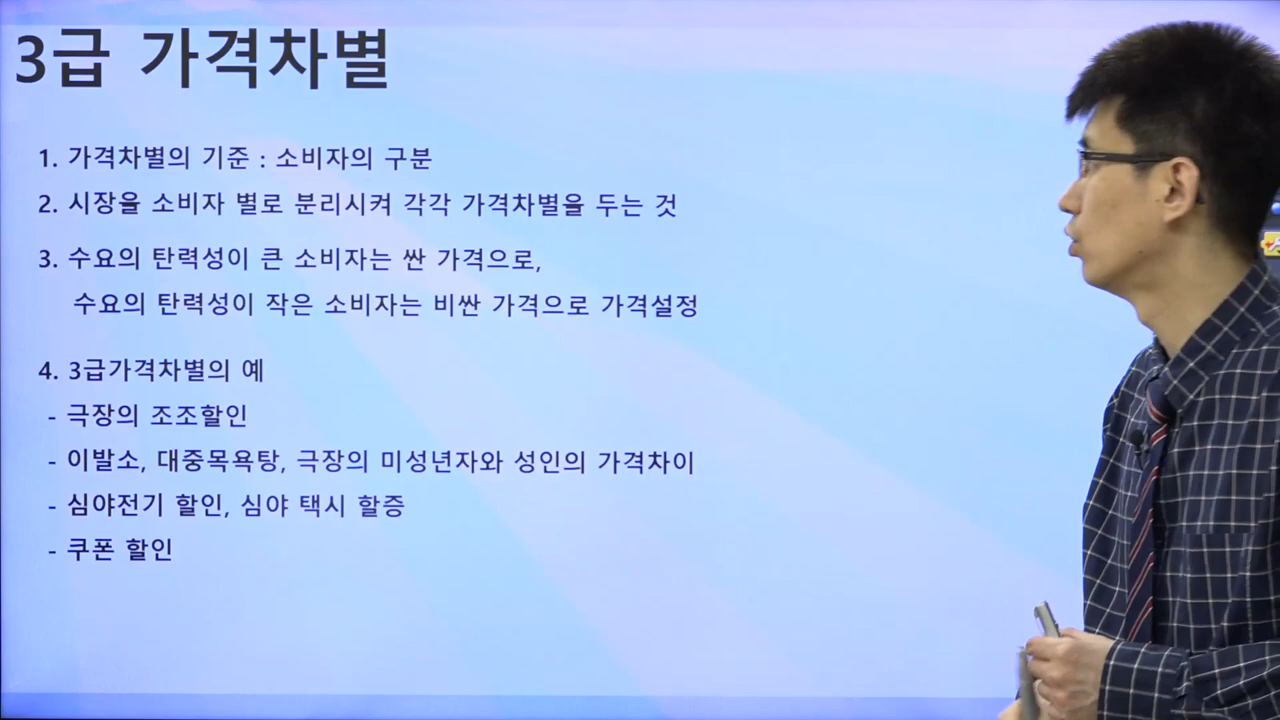 3급 가격차별
1. 가격차별의 기준 : 소비자의 구분
2. 시장을 소비자 별로 분리시켜 각각 가격차별을 두는 것
3. 수요의 탄력성이 큰 소비자는 싼 가격으로,
수요의 탄력성이 작은 소비자는 비싼 가격으로 가격설정
4. 3급가격차별의 예
- 극장의 조조할인
- 이발소, 대중목욕탕, 극장의 미성년자와 성인의 가격차이
- 심야전기 할인, 심야 택시 할증
- 쿠폰 할인